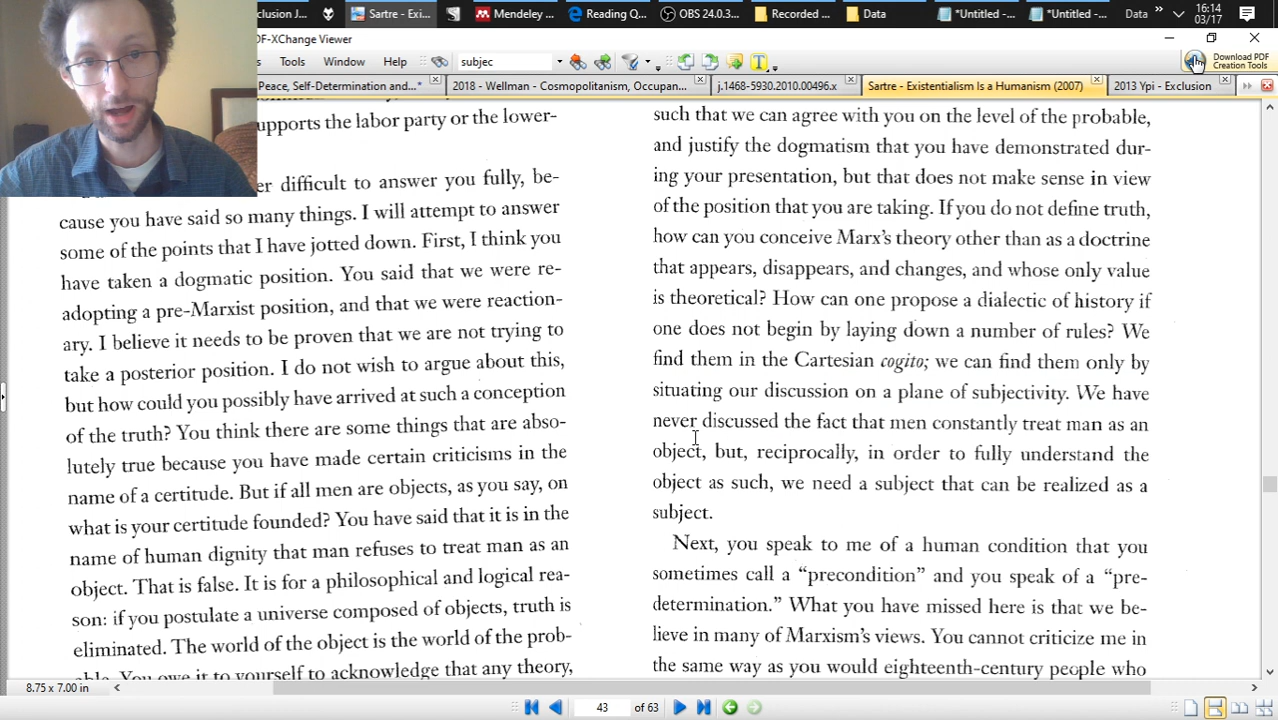 clusion J...
Sartre - Exi...
Mendeley ...
Reading Q...
OBS 24.0.3...
Recorded ...
Data
*Untitled -...
*Untitled -...
Data
16:14
03/17
DF-XChange Viewer
Tools
Window
Help
subjec
Download PDF
Creation Tools
Peace, Self-Determination and...
2018 - Wellman - Cosmopolitanism, Occupan...
j.1468-5930.2010.00496.x
Sartre - Existentialism Is a Humanism (2007)
2013 Ypi - Exclusion
upports the labor party or the lower-
er difficult to answer you fully, be-
cause you have said so many things. I will attempt to answer
some of the points that I have jotted down. First, I think you
have taken a dogmatic position. You said that we were re-
adopting a pre-Marxist position, and that we were reaction-
ary. I believe it needs to be proven that we are not trying to
take a posterior position. I do not wish to argue about this,
but how could you possibly have arrived at such a conception
of the truth? You think there are some things that are abso-
lutely true because you have made certain criticisms in the
name of a certitude. But if all men are objects, as you say, on
what is your certitude founded? You have said that it is in the
name of human dignity that man refuses to treat man as an
object. That is false. It is for a philosophical and logical rea-
son: if you postulate a universe composed of objects, truth is
eliminated. The world of the object is the world of the prob-
able. You owe it to yourself to acknowledge that any theory,
such that we can agree with you on the level of the probable,
and justify the dogmatism that you have demonstrated dur-
ing your presentation, but that does not make sense in view
of the position that you are taking. If you do not define truth,
how can you conceive Marx's theory other than as a doctrine
that appears, disappears, and changes, and whose only value
is theoretical? How can one propose a dialectic of history if
one does not begin by laying down a number of rules? We
find them in the Cartesian cogito; we can find them only by
situating our discussion on a plane of subjectivity. We have
never discussed the fact that men constantly treat man as an
object, but, reciprocally, in order to fully understand the
object as such, we need a subject that can be realized as a
subject.
Next, you speak to me of a human condition that you
sometimes call a “precondition” and you speak of a “pre-
determination.” What you have missed here is that we be-
lieve in many of Marxism's views. You cannot criticize me in
the same way as you would eighteenth-century people who
8.75 x 7.00 in
43
of 63